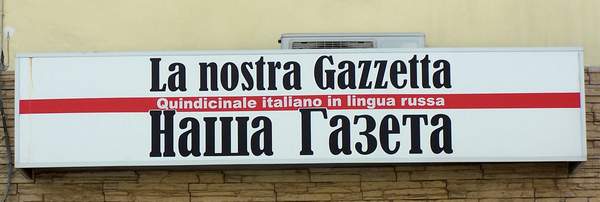 La nostra Gazzetta
Quindicinale italiano in lingua russa
Наша Газета